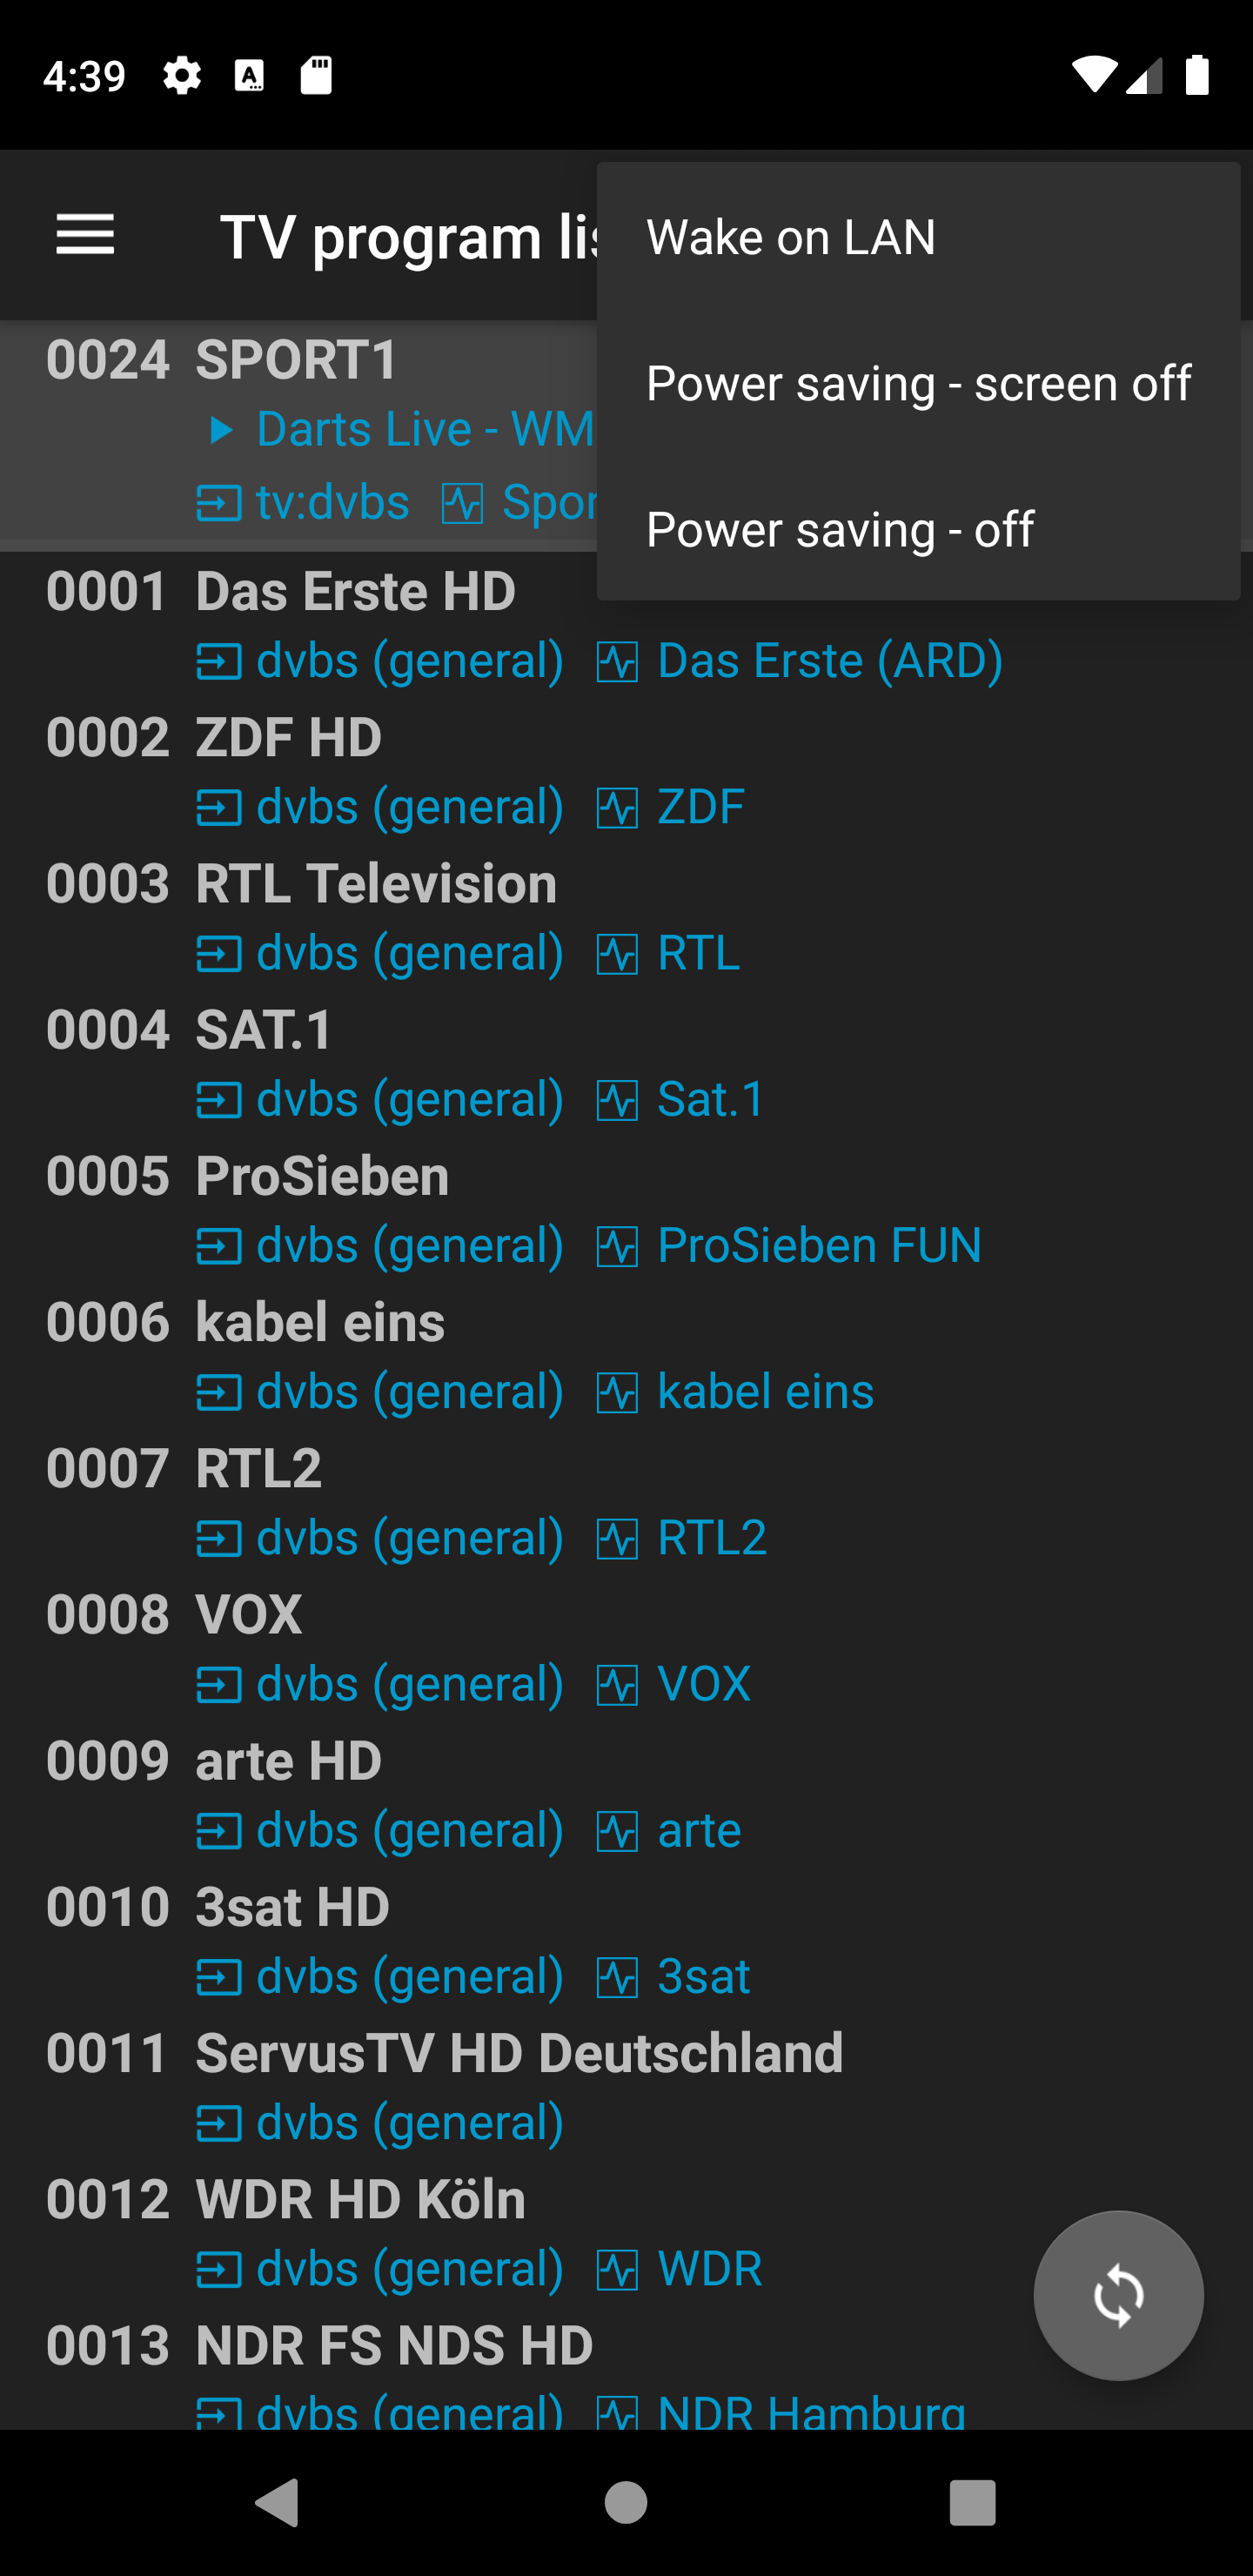 4:39
TV program lis
Wake on LAN
Power saving - screen off
Power saving - off
0024 SPORT1
Darts Live - WM
tv:dvbs Spor
0001 Das Erste HD
dvbs (general) Das Erste (ARD)
0002 ZDF HD
dvbs (general) ZDF
0003 RTL Television
dvbs (general) RTL
0004 SAT.1
dvbs (general) Sat.1
0005 ProSieben
dvbs (general) ProSieben FUN
0006 kabel eins
dvbs (general) kabel eins
0007 RTL2
dvbs (general) RTL2
0008 VOX
dvbs (general) VOX
0009 arte HD
dvbs (general) arte
0010 3sat HD
dvbs (general) 3sat
0011 ServusTV HD Deutschland
dvbs (general)
0012 WDR HD Köln
dvbs (general) WDR
0013 NDR FS NDS HD
dvbs (general) NDR Hamburg